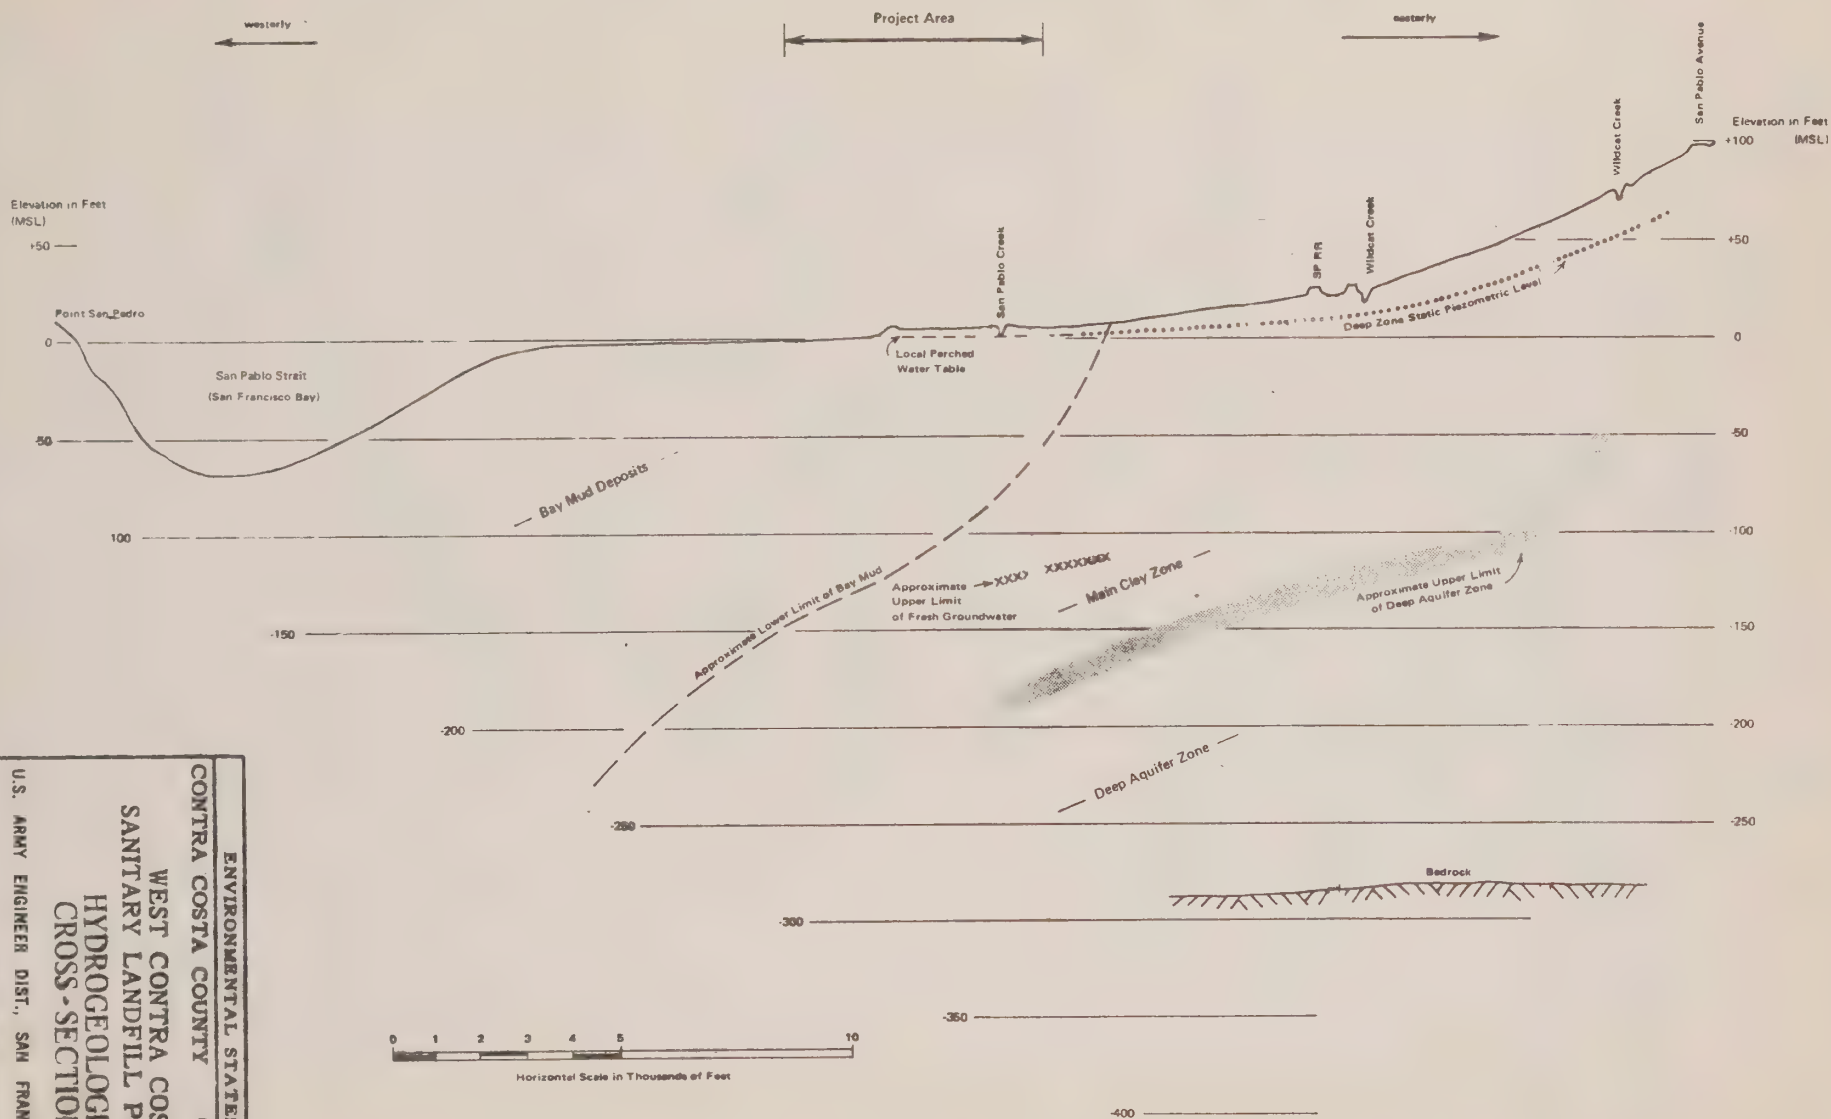 westerly
Project Area
easterly
San Pablo Avenue
Wildcat Creek
Elevation in Feet
(MSL)
+100
Elevation in Feet
(MSL)
+50
+50
San Pablo Creek
SP RR
Wildcat Creek
Deep Zone Static Piezometric Level
Point San Pedro
0
0
Local Perched
Water Table
San Pablo Strait
(San Francisco Bay)
-50
-50
Bay Mud Deposits
100
-100
Approximate Lower Limit of Bay Mud
Approximate
Upper Limit
of Fresh Groundwater
XXX XXXXXXX
Main Clay Zone
Approximate Upper Limit
of Deep Aquifer Zone
-150
-150
-200
-200
Deep Aquifer Zone
-250
-250
Bedrock
-300
-350
-400
0 1 2 3 4 5 10
Horizontal Scale in Thousands of Feet
ENVIRONMENTAL
CONTRA COSTA COUNTY
WEST CONTRA
SANITARY LANDFILL
CROSS-SECTION
U.S. ARMY ENGINEER DIST., SAN